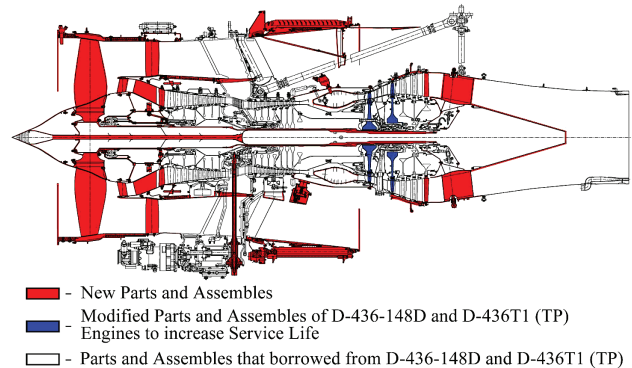 - New Parts and Assembles
- Modified Parts and Assembles of D-436-148D and D-436T1 (TP)
Engines to increase Service Life
- Parts and Assembles that borrowed from D-436-148D and D-436T1 (TP)